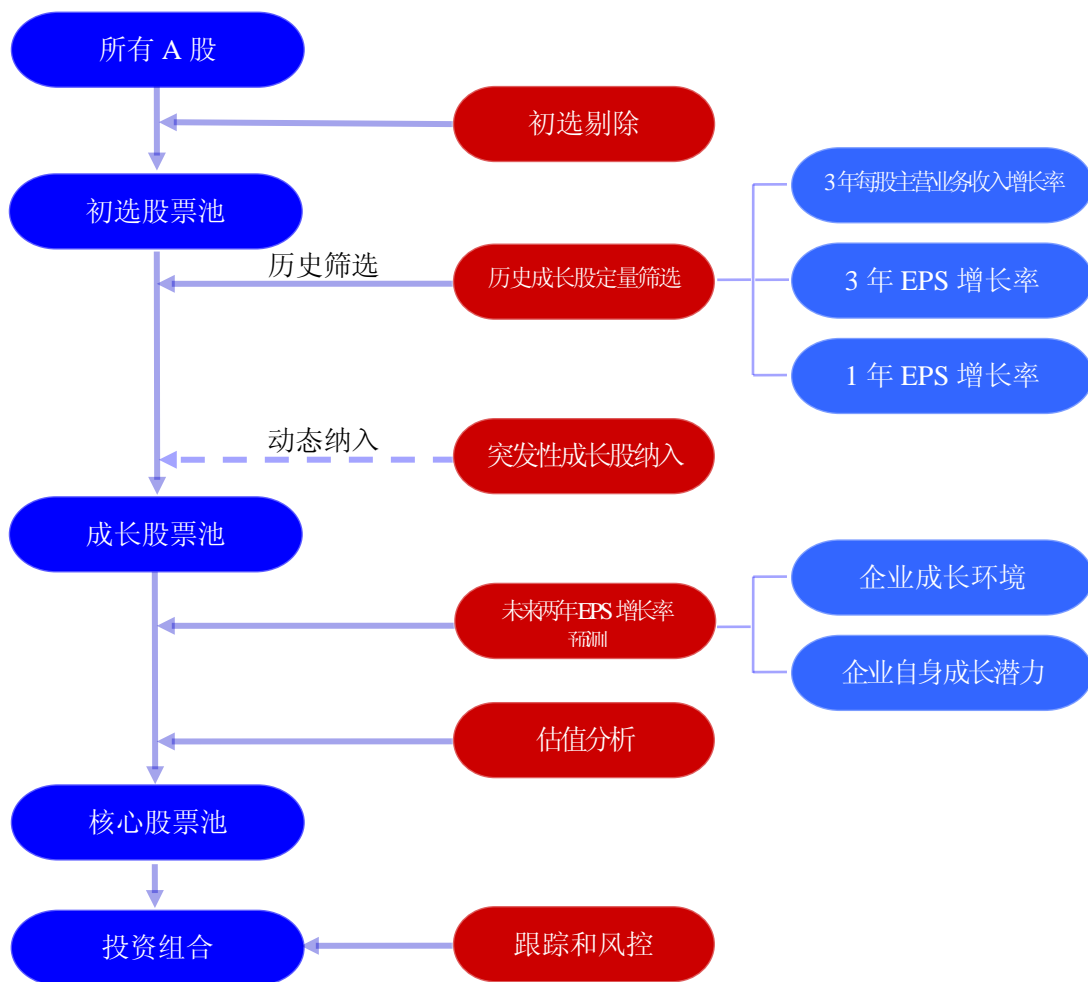 所有 A 股
初选剔除
3 年每股主营业务收入增长率
初选股票池
历史筛选
历史成长股定量筛选
3 年 EPS 增长率
1 年 EPS 增长率
动态纳入
突发性成长股纳入
成长股票池
企业成长环境
未来两年EPS 增长率
预测
企业自身成长潜力
估值分析
核心股票池
投资组合
跟踪和风控